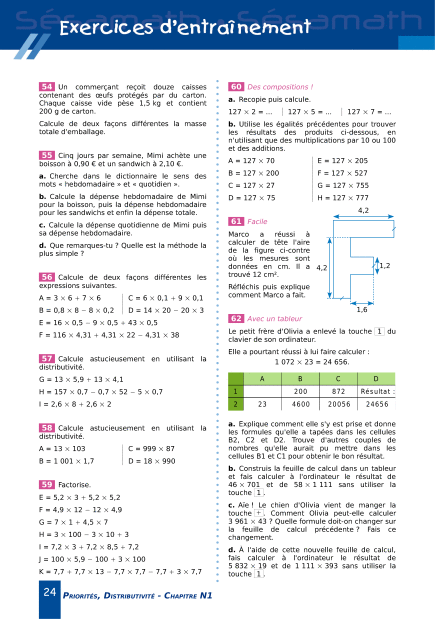 Sésamath Sésamath
Exercices d'entraînement
54 Un commerçant reçoit douze caisses
contenant des œufs protégés par du carton.
Chaque caisse vide pèse 1,5 kg et contient
200 g de carton.
Calcule de deux façons différentes la masse
totale d'emballage.
55 Cinq jours par semaine, Mimi achète une
boisson à 0,90 € et un sandwich à 2,10 €.
a. Cherche dans le dictionnaire le sens des
mots « hebdomadaire » et « quotidien ».
b. Calcule la dépense hebdomadaire de Mimi
pour la boisson, puis la dépense hebdomadaire
pour les sandwichs et enfin la dépense totale.
c. Calcule la dépense quotidienne de Mimi puis
sa dépense hebdomadaire.
d. Que remarques-tu ? Quelle est la méthode la
plus simple ?
56 Calcule de deux façons différentes les
expressions suivantes.
A = 3 × 6 + 7 × 6
C = 6 × 0,1 + 9 × 0,1
B = 0,8 × 8 − 8 × 0,2
D = 14 × 20 − 20 × 3
E = 16 × 0,5 − 9 × 0,5 + 43 × 0,5
F = 116 × 4,31 + 4,31 × 22 − 4,31 × 38
57 Calcule astucieusement en utilisant la
distributivité.
G = 13 × 5,9 + 13 × 4,1
H = 157 × 0,7 − 0,7 × 52 − 5 × 0,7
I = 2,6 × 8 + 2,6 × 2
58 Calcule astucieusement en utilisant la
distributivité.
A = 13 × 103
C = 999 × 87
B = 1 001 × 1,7
D = 18 × 990
59 Factorise.
E = 5,2 × 3 + 5,2 × 5,2
F = 4,9 × 12 − 12 × 4,9
G = 7 × 1 + 4,5 × 7
H = 3 × 100 − 3 × 10 + 3
I = 7,2 × 3 + 7,2 × 8,5 + 7,2
J = 100 × 5,9 − 100 + 3 × 100
K = 7,7 + 7,7 × 13 − 7,7 × 7,7 − 7,7 + 3 × 7,7
60 Des compositions !
a. Recopie puis calcule.
127 × 2 = ...
127 × 5 = ...
127 × 7 = ...
b. Utilise les égalités précédentes pour trouver
les résultats des produits ci-dessous, en
n'utilisant que des multiplications par 10 ou 100
et des additions.
A = 127 × 70
E = 127 × 205
B = 127 × 200
F = 127 × 527
C = 127 × 27
G = 127 × 755
D = 127 × 75
H = 127 × 777
61 Facile
Marco a réussi à
calculer de tête l'aire
de la figure ci-contre
où les mesures sont
données en cm. Il a
trouvé 12 cm².
Réfléchis puis explique
comment Marco a fait.
4,2
4,2
1,2
1,6
62 Avec un tableur
Le petit frère d'Olivia a enlevé la touche 1 du
clavier de son ordinateur.
Elle a pourtant réussi à lui faire calculer :
1 072 × 23 = 24 656.
A B C D
1 200 872 Résultat :
2 23 4600 20056 24656
a. Explique comment elle s'y est prise et donne
les formules qu'elle a tapées dans les cellules
B2, C2 et D2. Trouve d'autres couples de
nombres qu'elle aurait pu mettre dans les
cellules B1 et C1 pour obtenir le bon résultat.
b. Construis la feuille de calcul dans un tableur
et fais calculer à l'ordinateur le résultat de
46 × 701 et de 58 × 1 111 sans utiliser la
touche 1.
c. Aïe ! Le chien d'Olivia vient de manger la
touche +. Comment Olivia peut-elle calculer
3 961 × 43 ? Quelle formule doit-on changer sur
la feuille de calcul précédente ? Fais ce
changement.
d. À l'aide de cette nouvelle feuille de calcul,
fais calculer à l'ordinateur le résultat de
5 832 × 19 et de 1 111 × 393 sans utiliser la
touche 1.
24 PRIORITÉS, DISTRIBUTIVITÉ - CHAPITRE N1